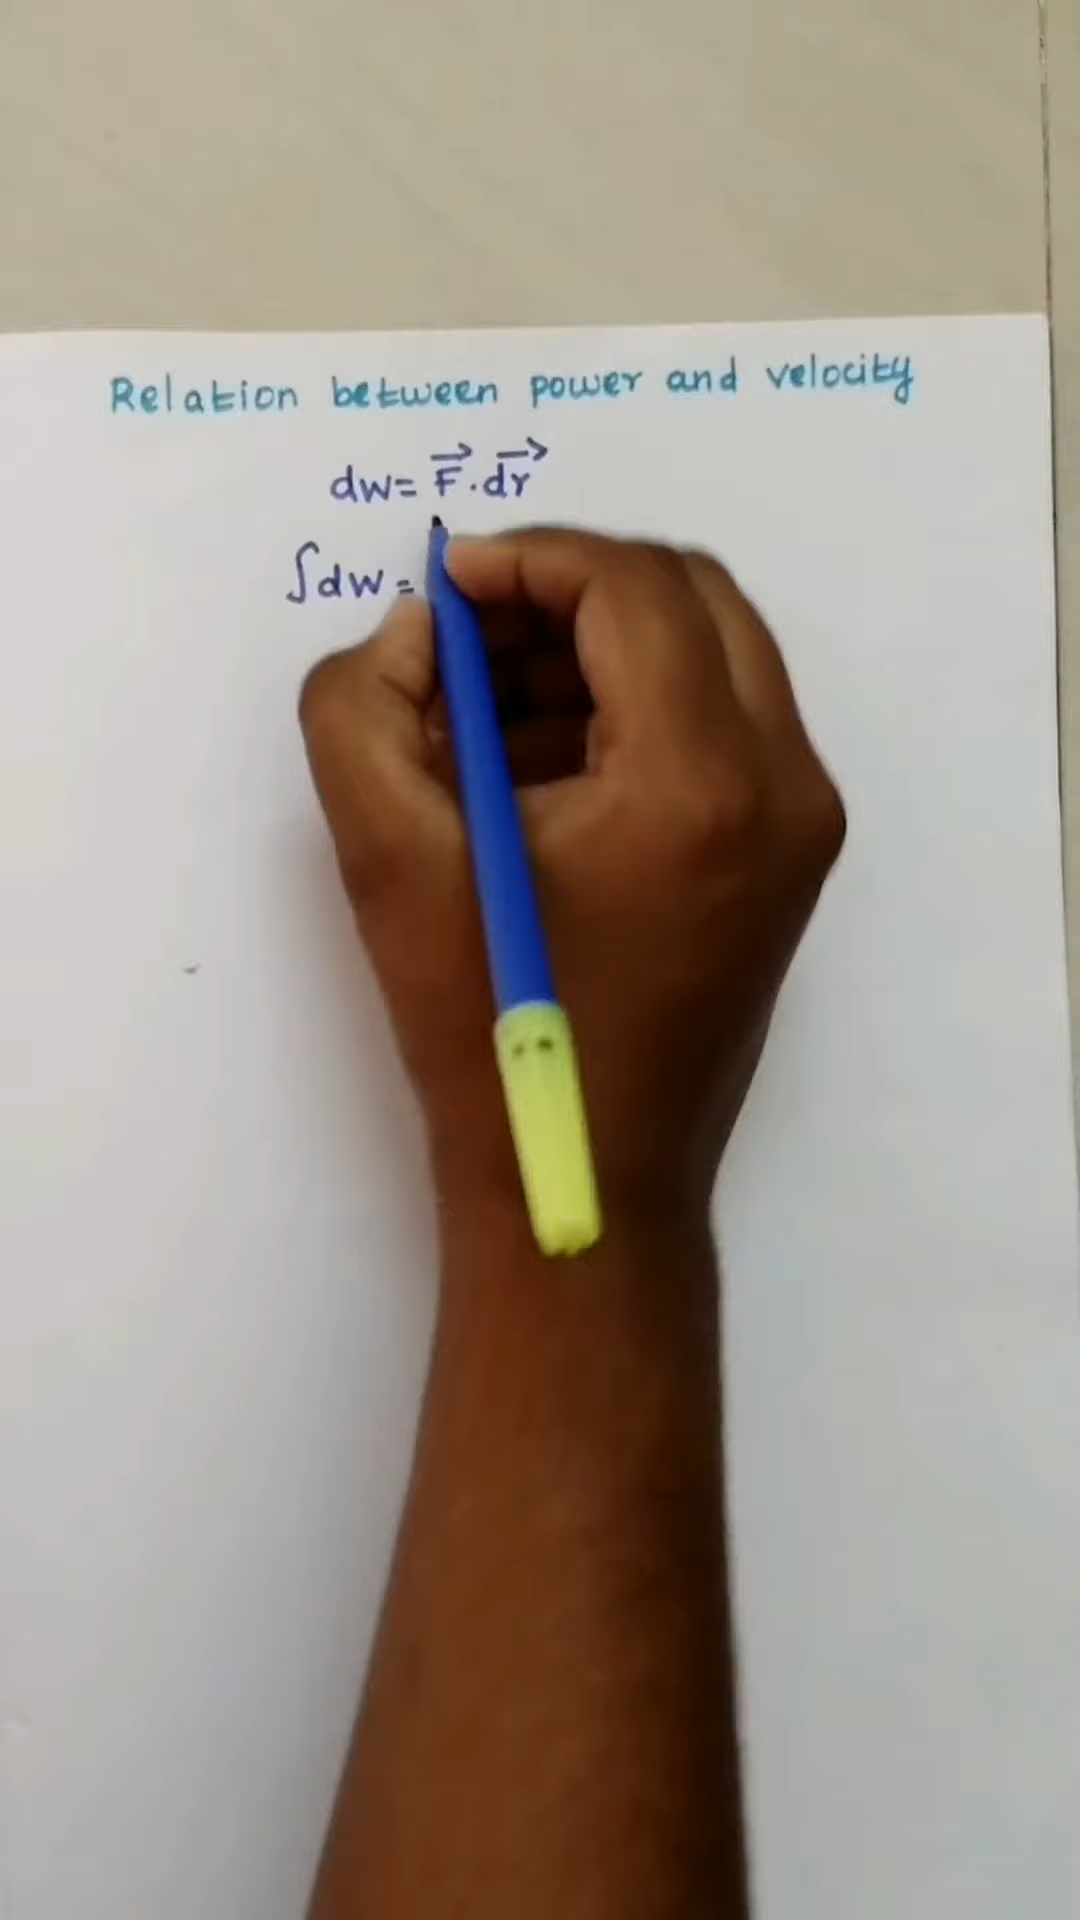 Relation between power and velocity
dw = F⃗ . dr⃗
∫dw =